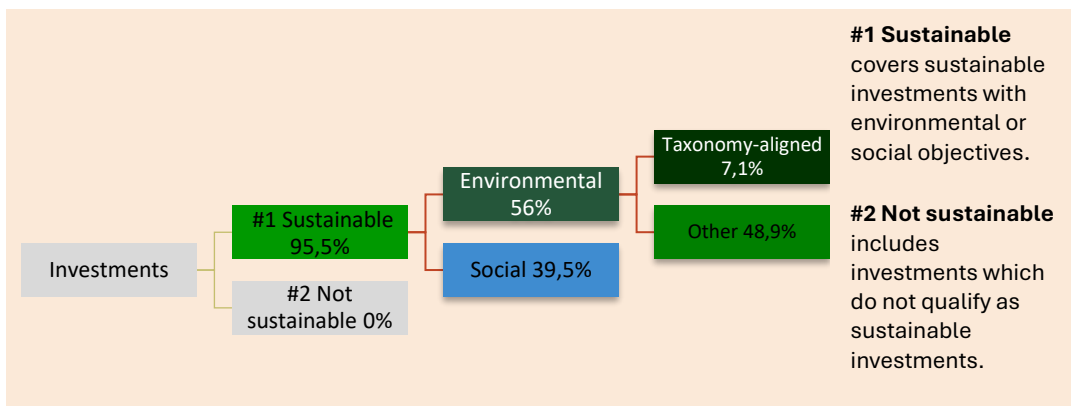 Investments
#1 Sustainable
95,5%
#2 Not
sustainable 0%
Environmental
56%
Social 39,5%
Taxonomy-aligned
7,1%
Other 48,9%
#1 Sustainable
covers sustainable
investments with
environmental or
social objectives.
#2 Not sustainable
includes
investments which
do not qualify as
sustainable
investments.